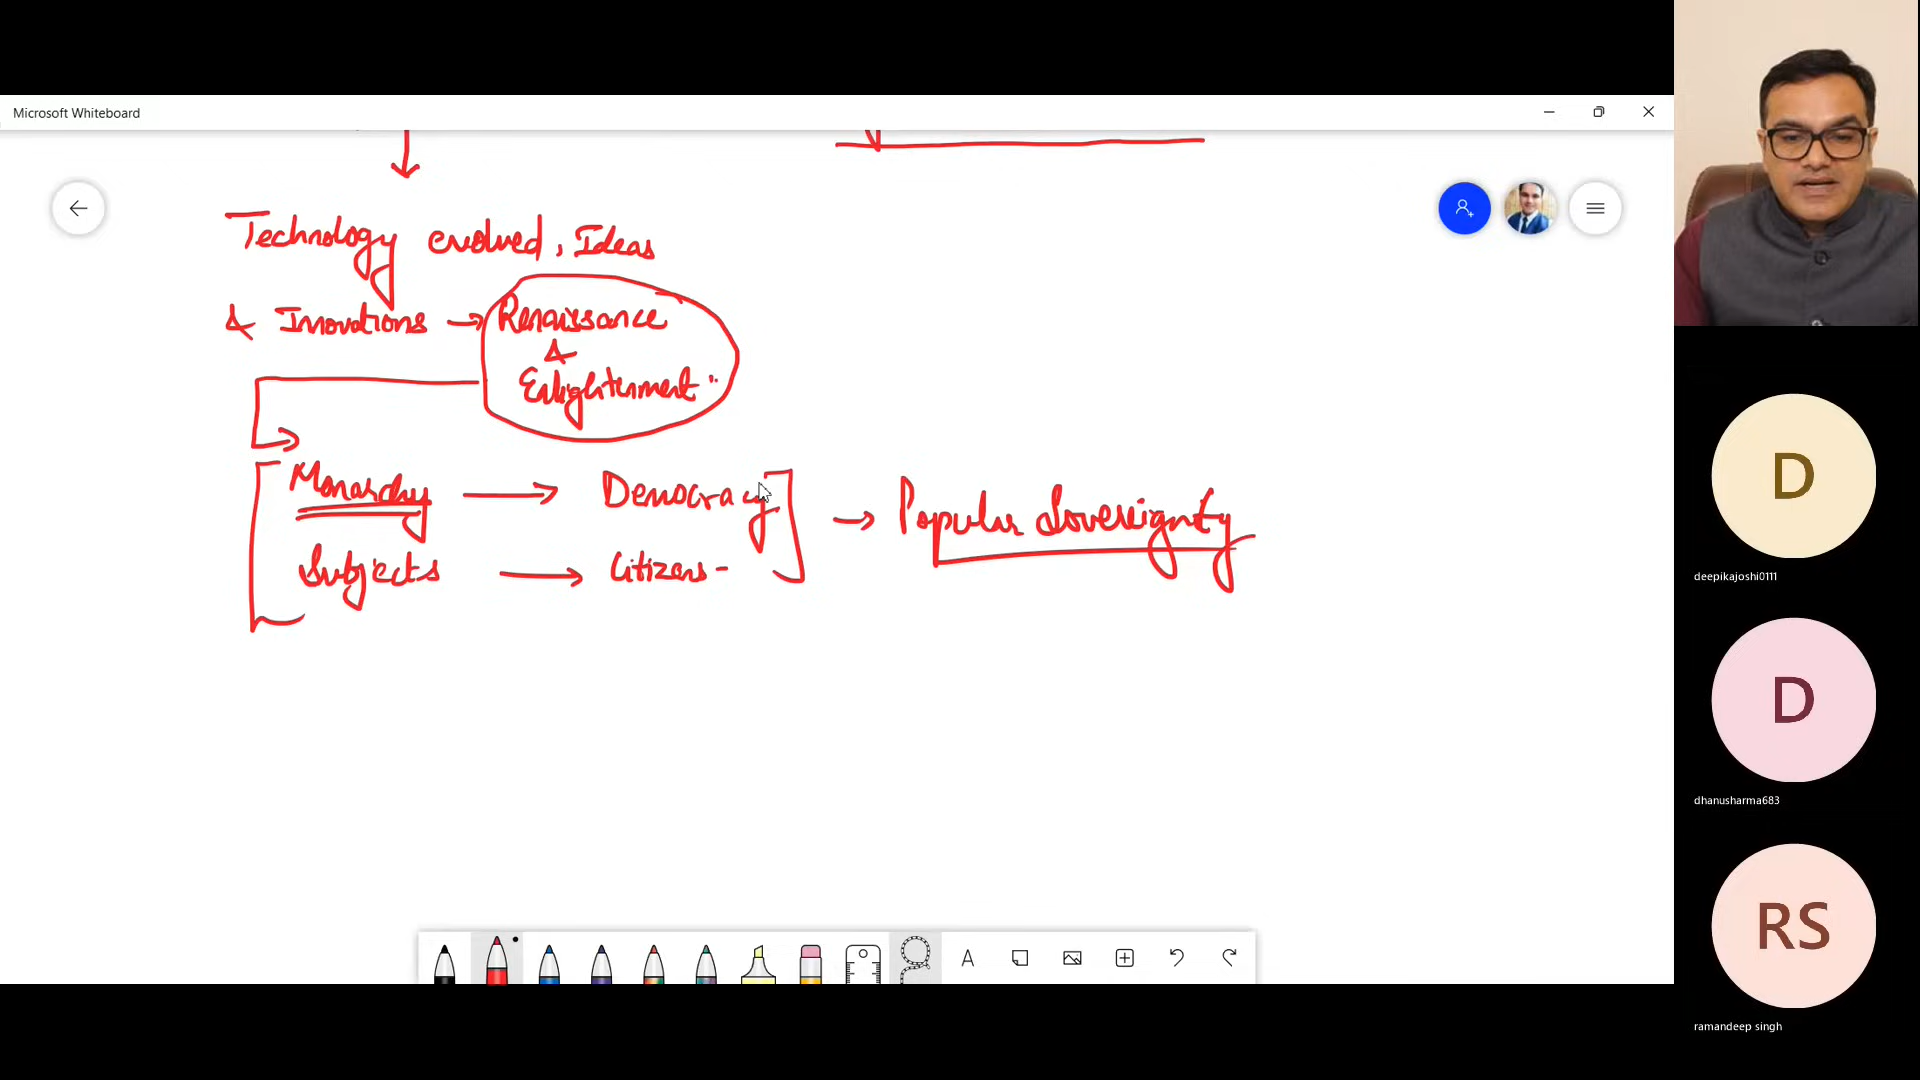 Microsoft Whiteboard
Technology evolved, Ideas
& Innovations → Renaissance
&
Enlightenment
Monarchy → Democracy
→ Popular Sovereignty
Subjects → Citizens -
A
D
deepikajoshi0111
D
dhanusharma683
RS
ramandeep singh